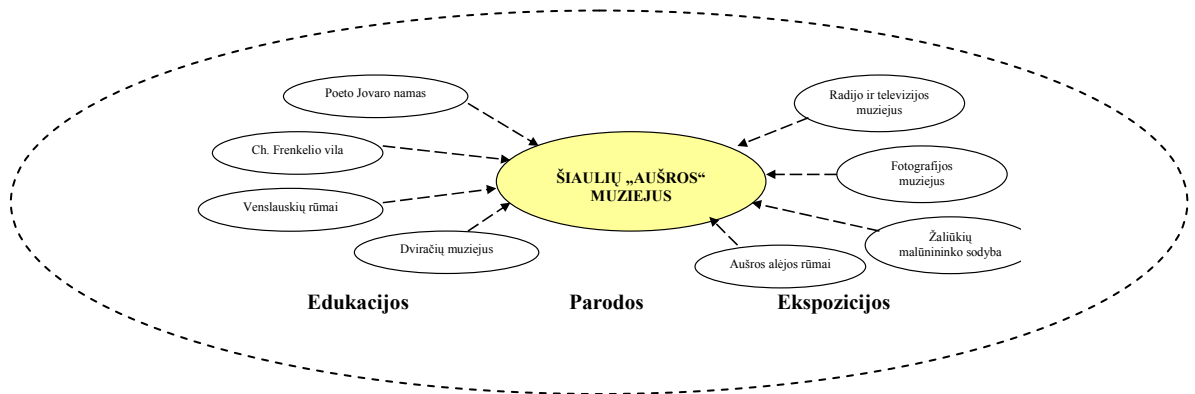 Poeto Jovaro namas
Ch. Frenkelio vila
Venslauskių rūmai
Dviračių muziejus
ŠIAULIŲ „AUŠROS“
MUZIEJUS
Radijo ir televizijos
muziejus
Fotografijos
muziejus
Žaliūkių
malūnininko sodyba
Aušros alėjos rūmai
Edukacijos
Parodos
Ekspozicijos